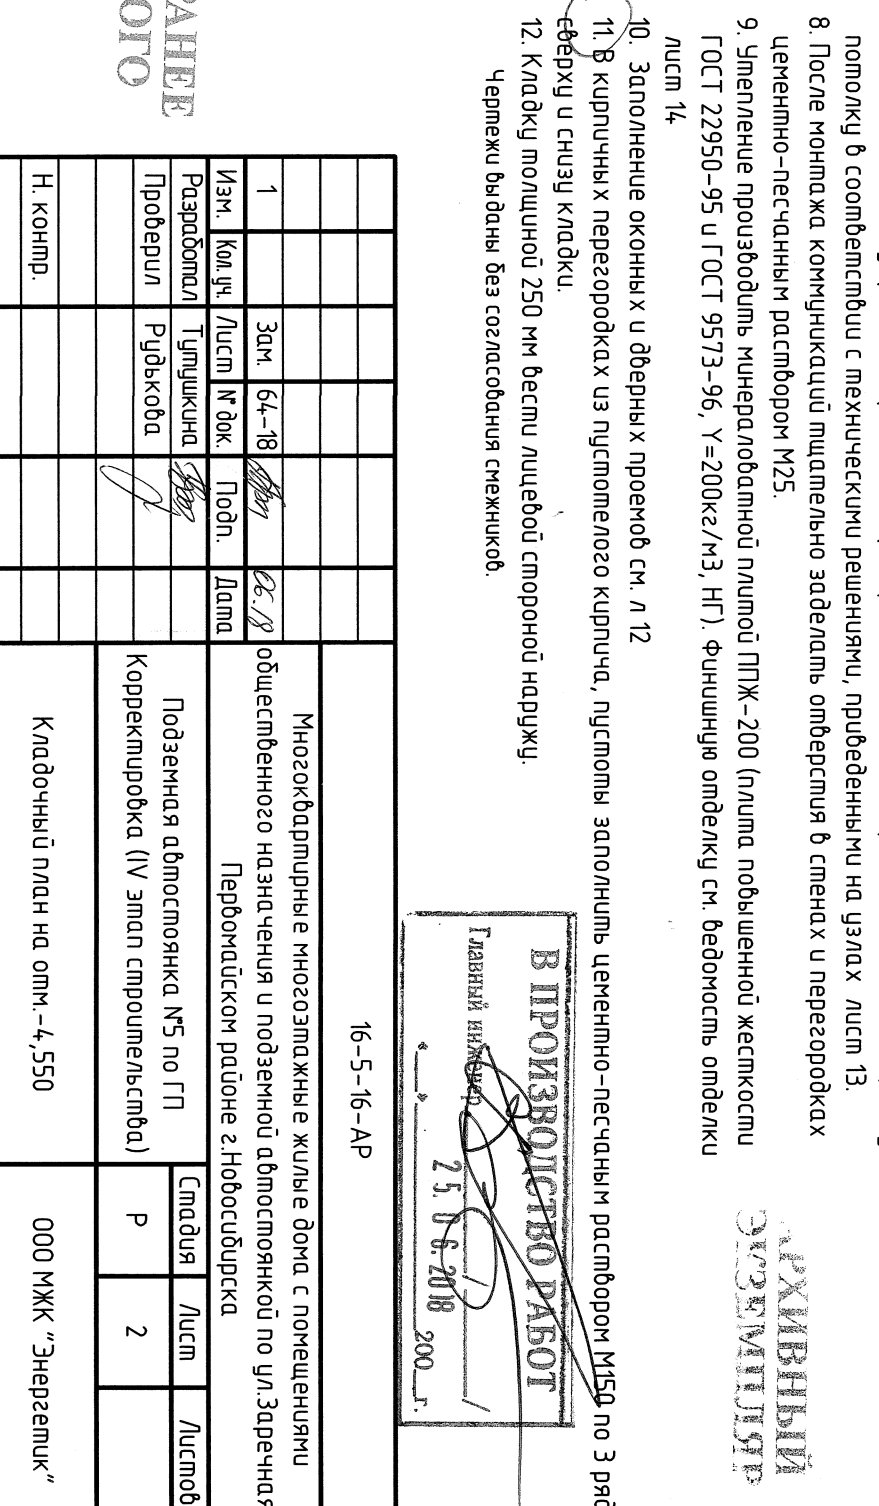 потолку в соответствии с техническими решениями, приведенными на узлах лист 13.
8. После монтажа коммуникаций тщательно заделать отверстия в стенах и перегородках
цементно-песчанным раствором М25.
9. Утепление производить минераловатной плитой ППЖ-200 (плита повышенной жесткости
ГОСТ 22950-95 и ГОСТ 9573-96, Y=200кг/м3, НГ). Финишную отделку см. ведомость отделки
лист 14
10. Заполнение оконных и дверных проемов см. л 12
11. В кирпичных перегородках из пустотелого кирпича, пустоты заполнить цементно-песчаным раствором М150 по 3 ряд
сверху и снизу кладки.
12. Кладку толщиной 250 мм вести лицевой стороной наружу.
Чертежи выданы без согласования смежников.
АРХИВНЫЙ
ЭКЗЕМПЛЯР
В ПРОИЗВОДСТВО РАБОТ
Главный инженер
25.06.2018
"__"__ 200__г.
РАНЕЕ
ОГО
16-5-16-АР
Многоквартирные многоэтажные жилые дома с помещениями
общественного назначения и подземной автостоянкой по ул.Заречная
Первомайском районе г.Новосибирска
1 Зам. 64-18 06.18
Изм. Кол.уч. Лист N°док. Подп. Дата
Разработал Тутушкина
Проверил Рудькова
Н. контр.
Подземная автостоянка №5 по ГП
Корректировка (IV этап строительства)
Стадия Лист Листов
Р 2
Кладочный план на отм.-4,550
ООО МЖК "Энергетик"